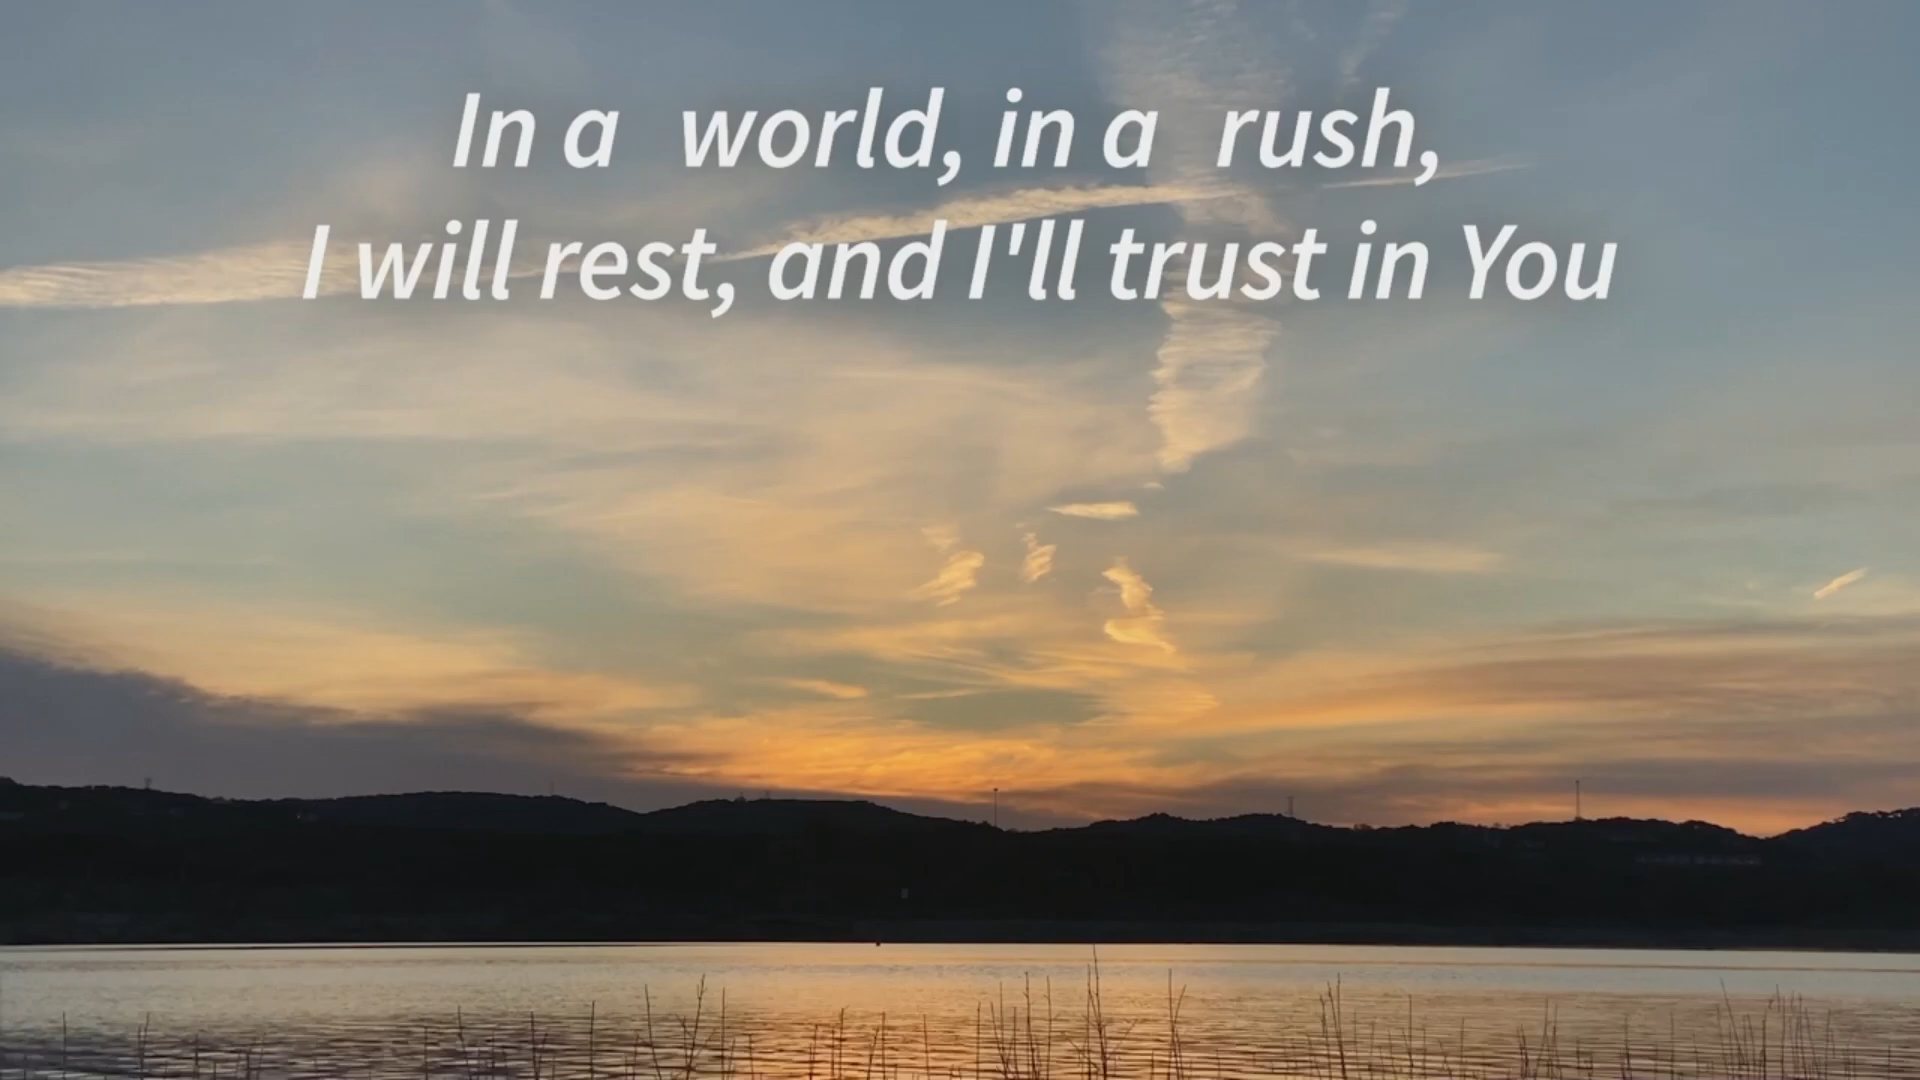 In a world, in a rush,
I will rest, and I'll trust in You